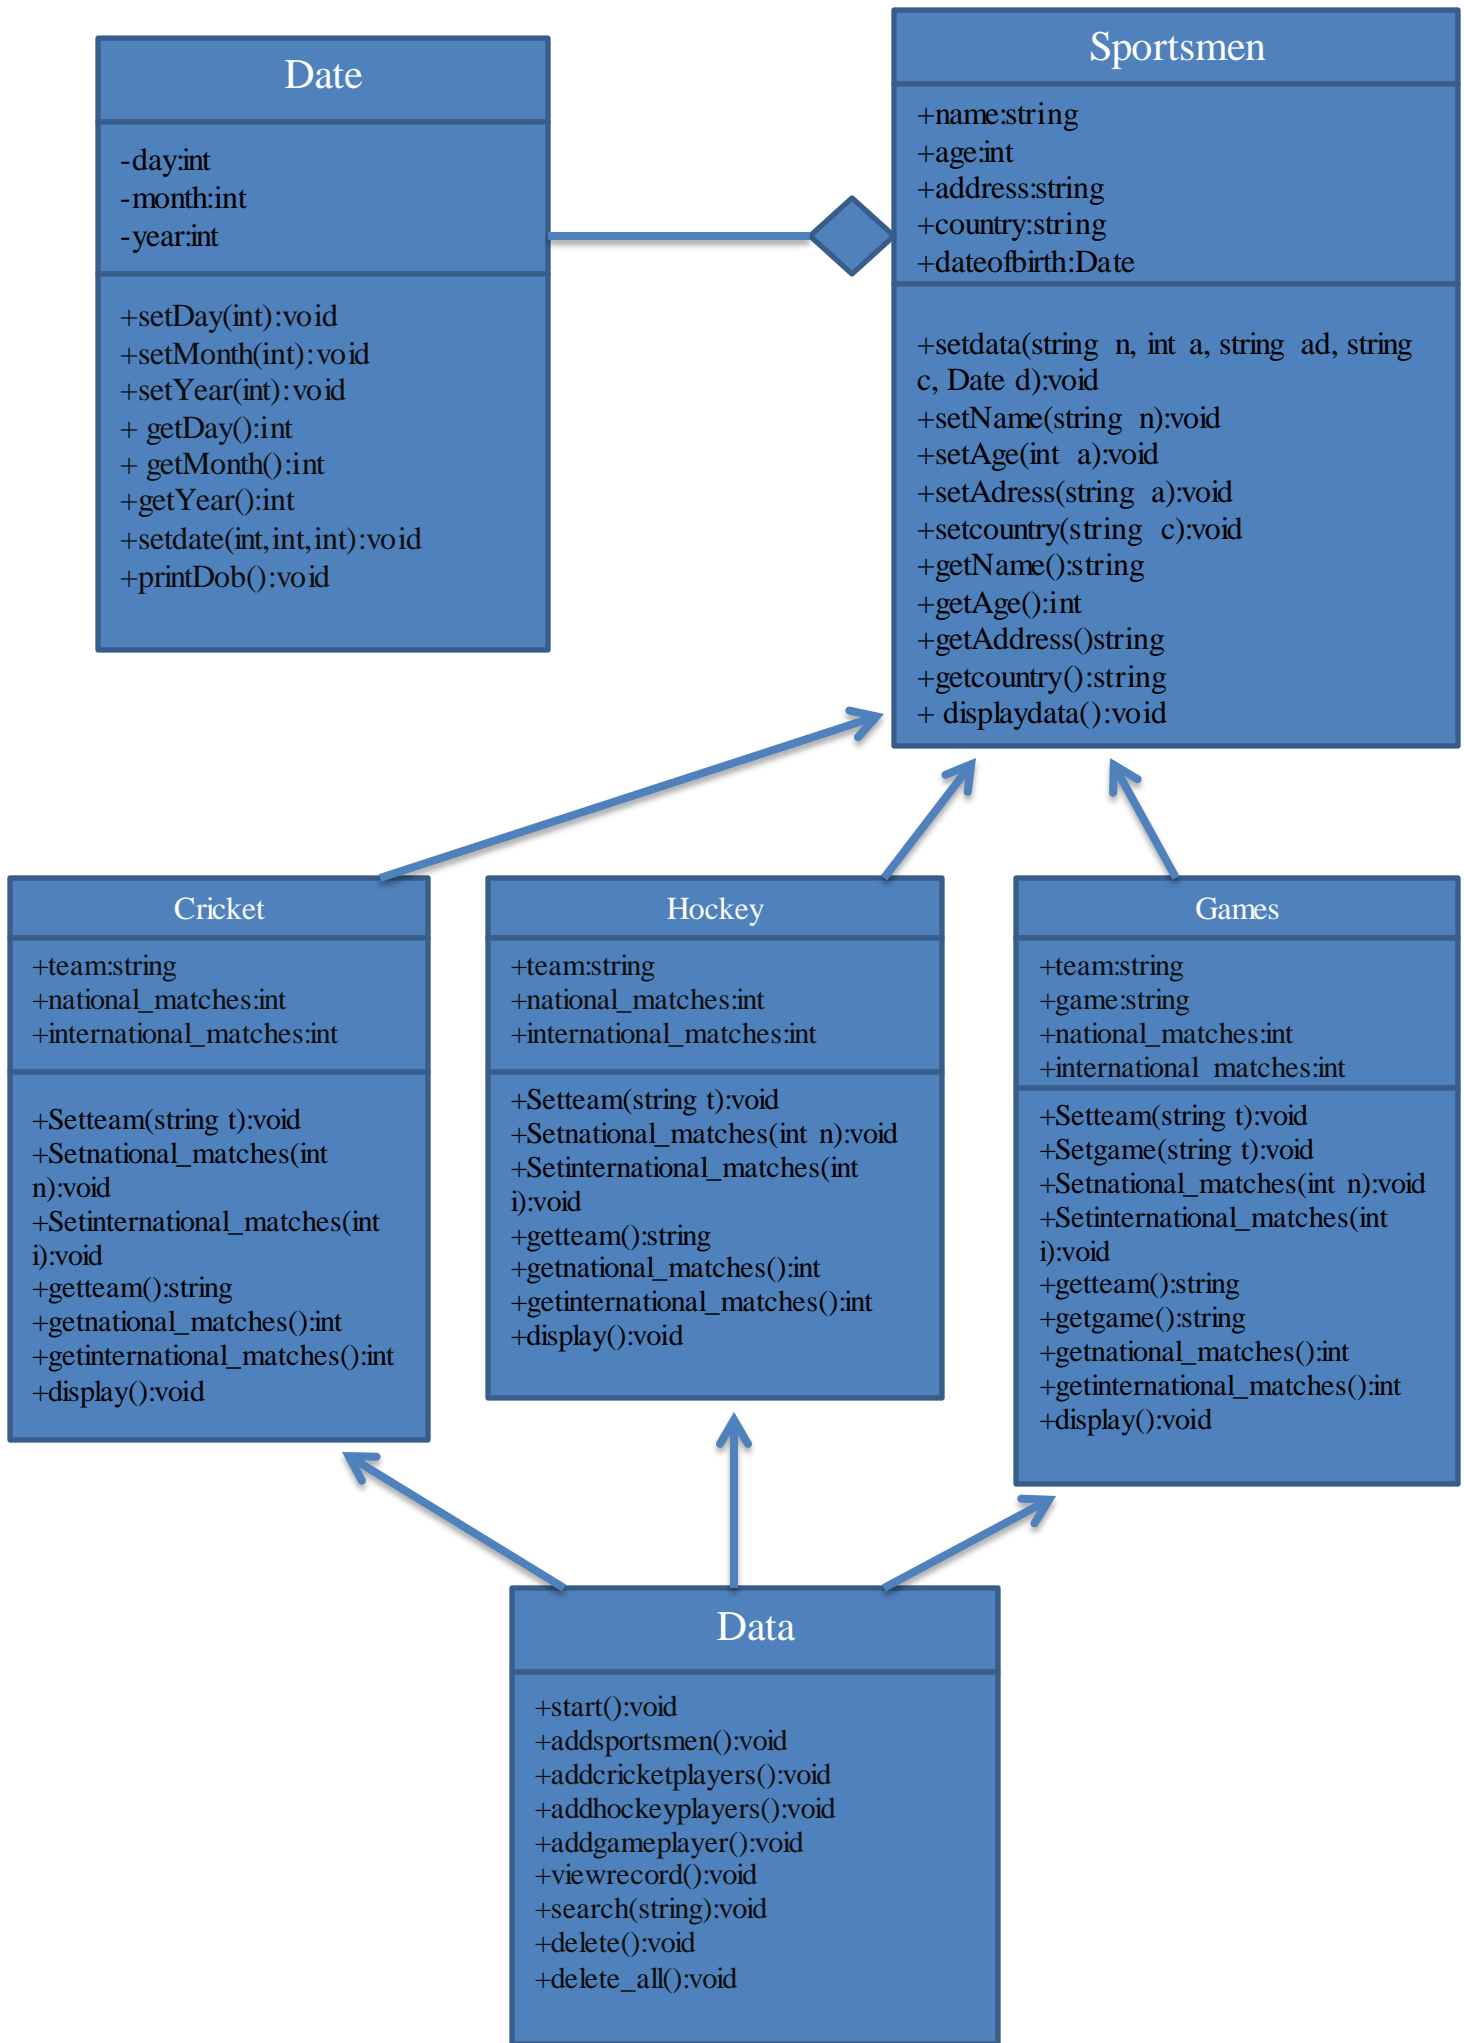 Date
-day:int
-month:int
-year:int
+setDay(int):void
+setMonth(int):void
+setYear(int):void
+ getDay():int
+ getMonth():int
+getYear():int
+setdate(int,int,int):void
+printDob():void
Sportsmen
+name:string
+age:int
+address:string
+country:string
+dateofbirth:Date
+setdata(string n, int a, string ad, string
c, Date d):void
+setName(string n):void
+setAge(int a):void
+setAdress(string a):void
+setcountry(string c):void
+getName():string
+getAge():int
+getAddress()string
+getcountry():string
+ displaydata():void
Cricket
+team:string
+national_matches:int
+international_matches:int
+Setteam(string t):void
+Setnational_matches(int
n):void
+Setinternational_matches(int
i):void
+getteam():string
+getnational_matches():int
+getinternational_matches():int
+display():void
Hockey
+team:string
+national_matches:int
+international_matches:int
+Setteam(string t):void
+Setnational_matches(int n):void
+Setinternational_matches(int
i):void
+getteam():string
+getnational_matches():int
+getinternational_matches():int
+display():void
Games
+team:string
+game:string
+national_matches:int
+international_matches:int
+Setteam(string t):void
+Setgame(string t):void
+Setnational_matches(int n):void
+Setinternational_matches(int
i):void
+getteam():string
+getgame():string
+getnational_matches():int
+getinternational_matches():int
+display():void
Data
+start():void
+addsportsmen():void
+addcricketplayers():void
+addhockeyplayers():void
+addgameplayer():void
+viewrecord():void
+search(string):void
+delete():void
+delete_all():void